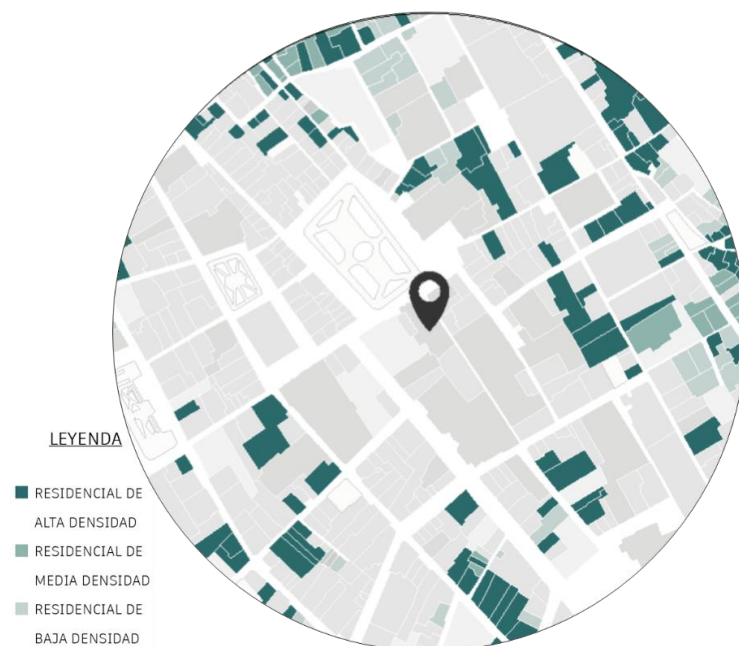 LEYENDA
RESIDENCIAL DE
ALTA DENSIDAD
RESIDENCIAL DE
MEDIA DENSIDAD
RESIDENCIAL DE
BAJA DENSIDAD